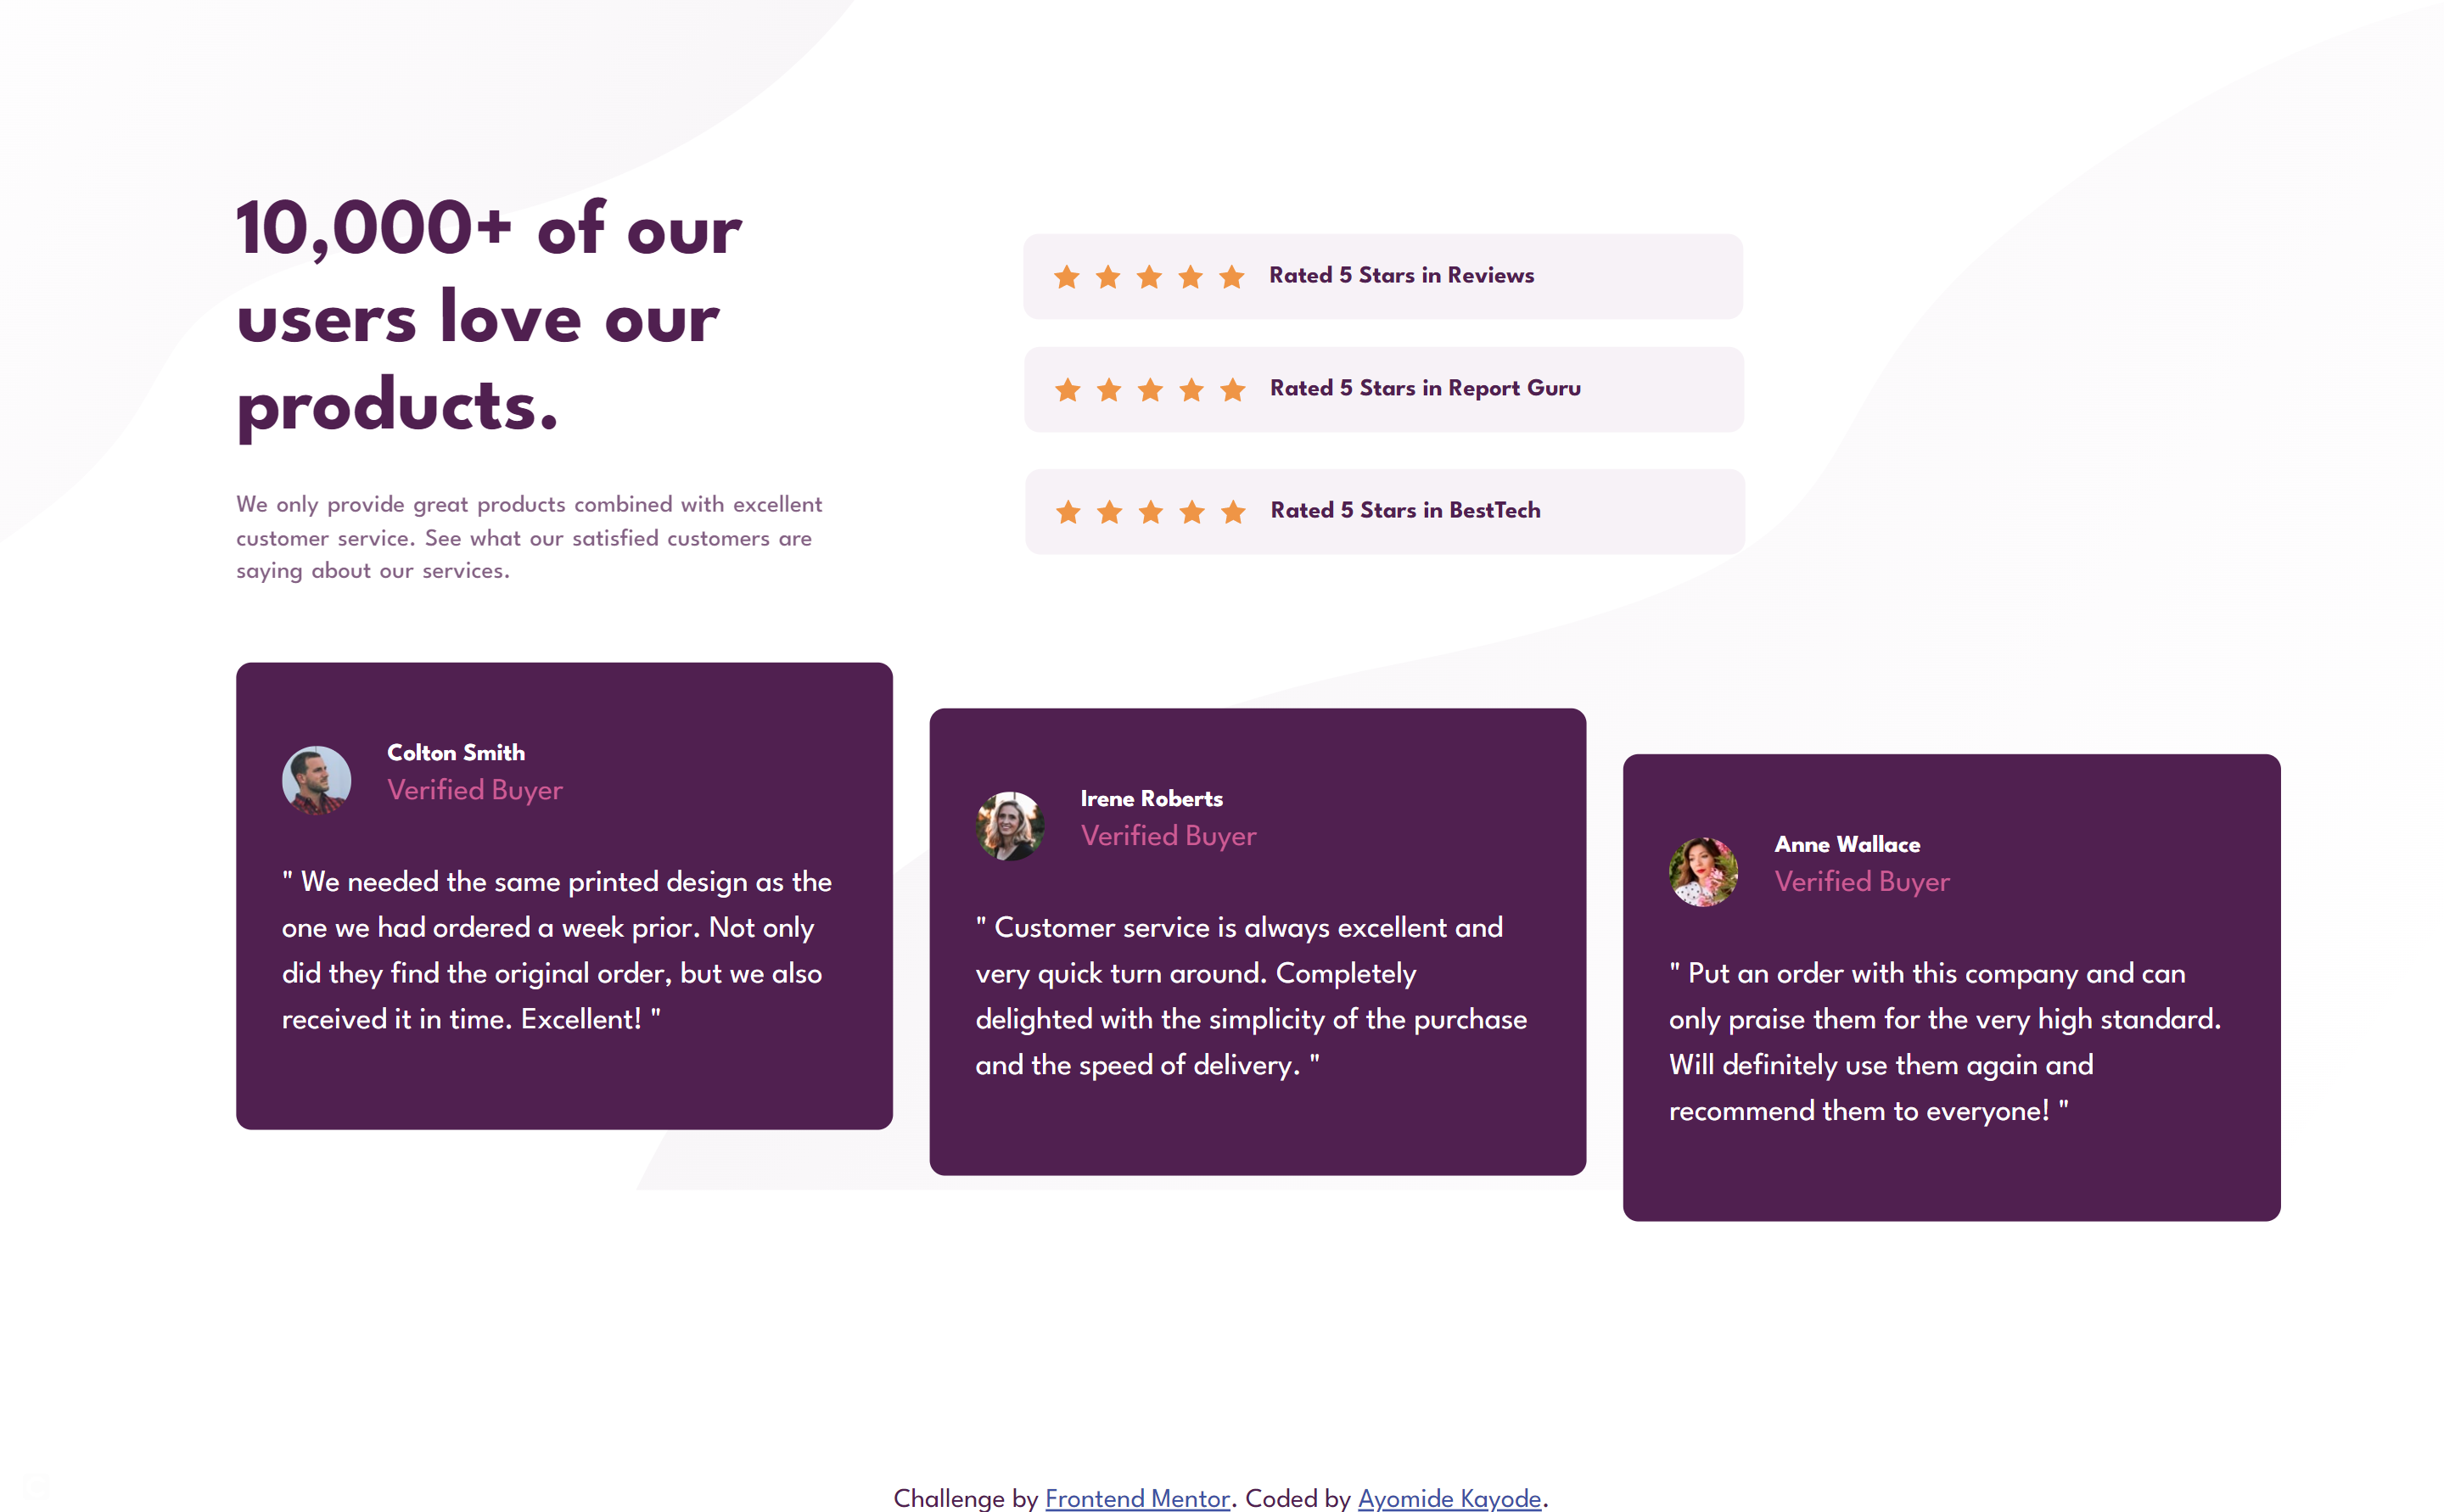 10,000+ of our
users love our
products.
We only provide great products combined with excellent
customer service. See what our satisfied customers are
saying about our services.
Rated 5 Stars in Reviews
Rated 5 Stars in Report Guru
Rated 5 Stars in BestTech
Colton Smith
Verified Buyer
" We needed the same printed design as the
one we had ordered a week prior. Not only
did they find the original order, but we also
received it in time. Excellent! "
Irene Roberts
Verified Buyer
" Customer service is always excellent and
very quick turn around. Completely
delighted with the simplicity of the purchase
and the speed of delivery. "
Anne Wallace
Verified Buyer
" Put an order with this company and can
only praise them for the very high standard.
Will definitely use them again and
recommend them to everyone! "
Challenge by Frontend Mentor. Coded by Ayomide Kayode.